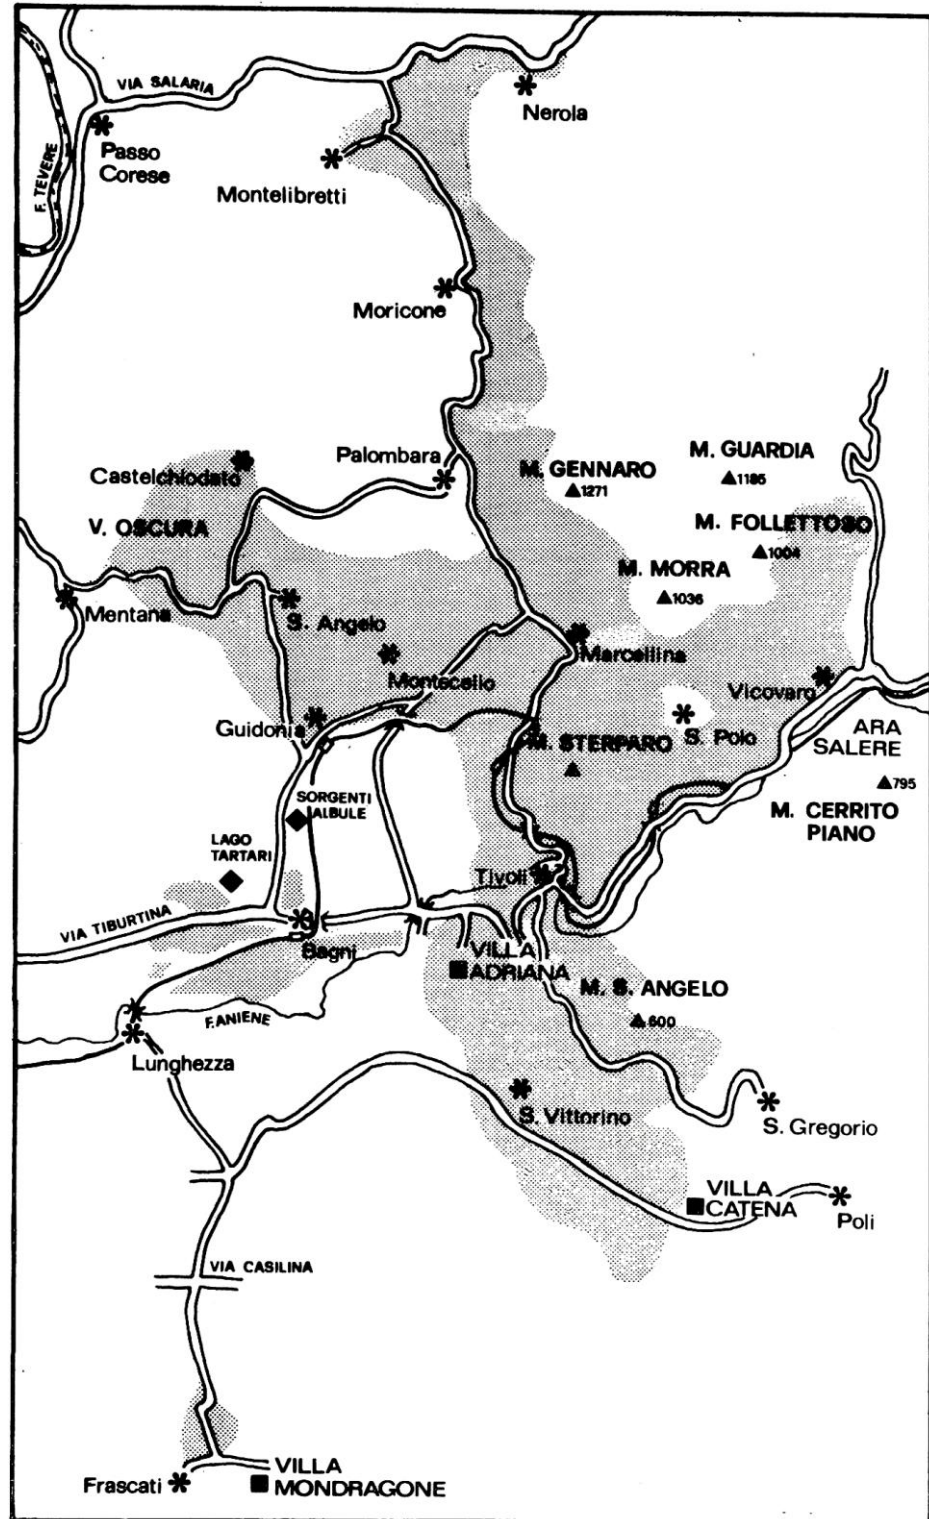 VIA SALARIA
Nerola
F. TEVERE
Passo
Corese
Montelibretti
Moricone
Palombara
Castelchiodato
M. GENNARO
1271
M. GUARDIA
1185
V. OSCURA
M. FOLLETTOSO
1004
M. MORRA
1036
Mentana
S. Angelo
Marcellina
Montecelio
Vicovaro
Guidonia
M. STERPARO
S. Polo
ARA
SALERE
795
M. CERRITO
PIANO
SORGENTI
ALBULE
LAGO
TARTARI
Tivoli
VIA TIBURTINA
Bagni
VILLA
ADRIANA
M. S. ANGELO
600
F. ANIENE
Lunghezza
S. Vittorino
S. Gregorio
VILLA
CATENA
Poli
VIA CASILINA
VILLA
MONDRAGONE
Frascati